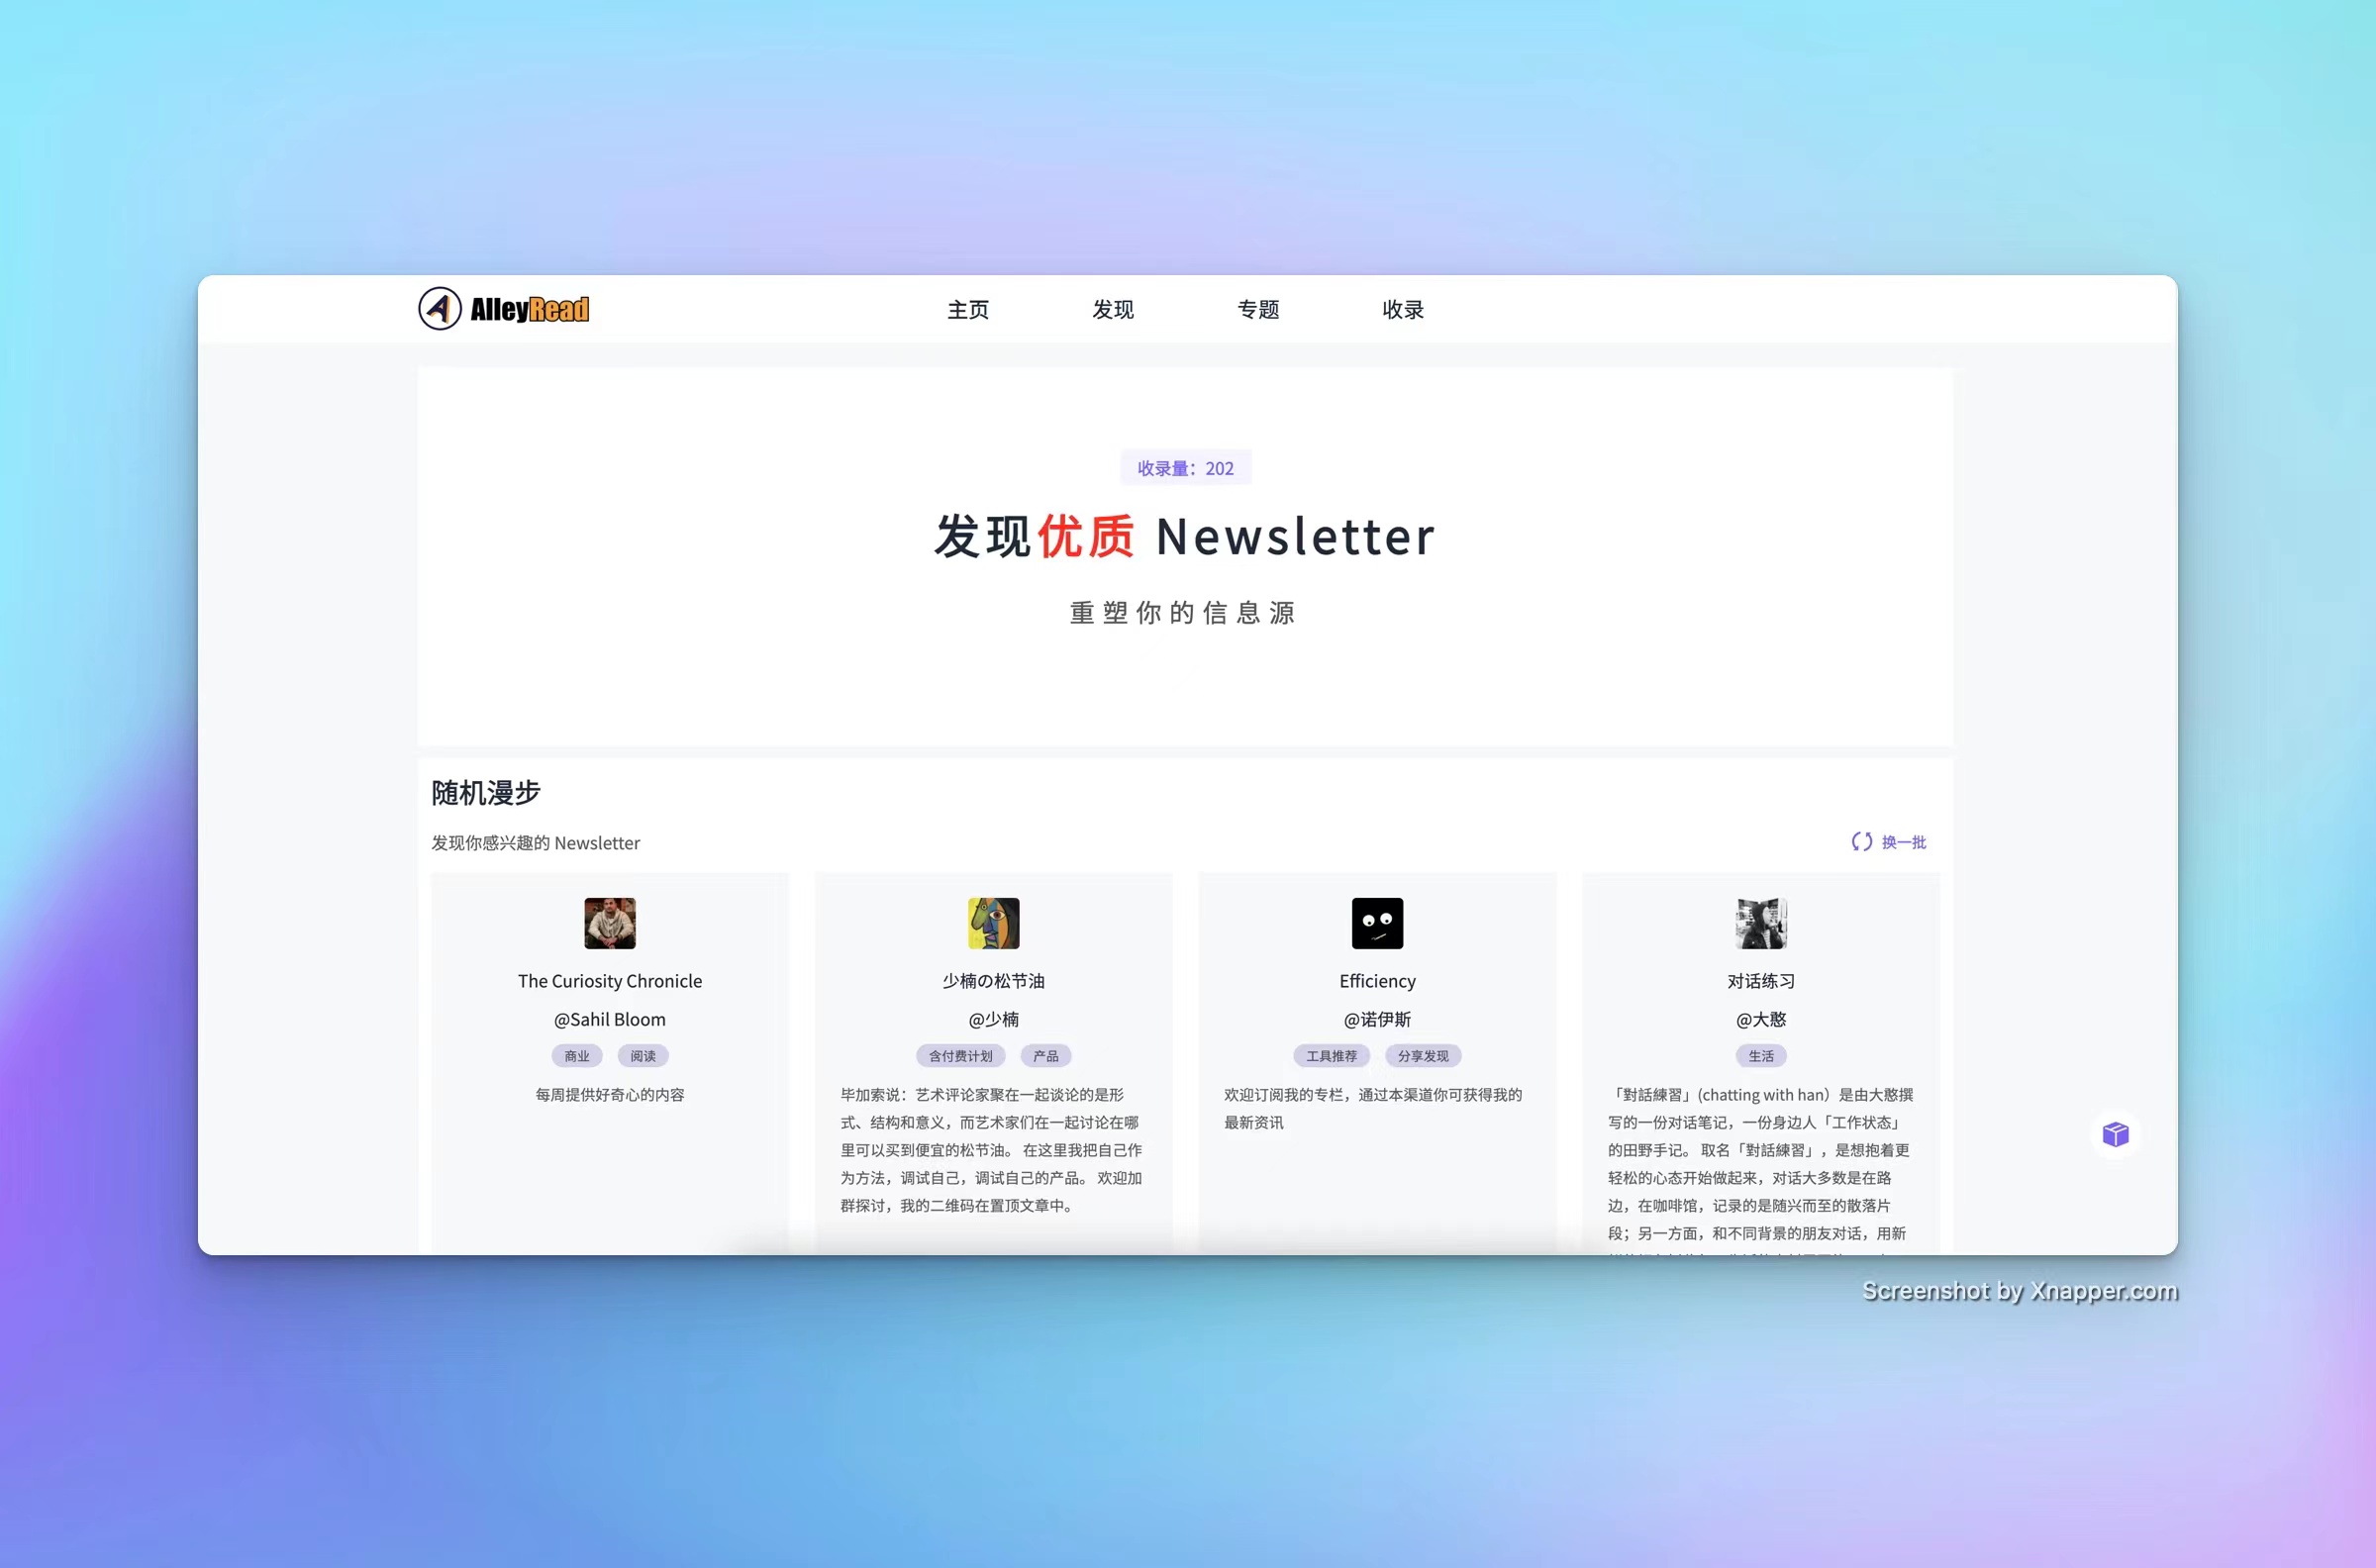 AlleyRead
主页 发现 专题 收录
收录量：202
发现优质 Newsletter
重塑你的信息源
随机漫步
发现你感兴趣的 Newsletter
换一批
The Curiosity Chronicle
@Sahil Bloom
商业 阅读
每周提供好奇心的内容
少楠の松节油
@少楠
含付费计划 产品
毕加索说：艺术评论家聚在一起谈论的是形
式、结构和意义，而艺术家们在一起讨论在哪
里可以买到便宜的松节油。 在这里我把自己作
为方法，调试自己，调试自己的产品。 欢迎加
群探讨，我的二维码在置顶文章中。
Efficiency
@诺伊斯
工具推荐 分享发现
欢迎订阅我的专栏，通过本渠道你可获得我的
最新资讯
对话练习
@大憨
生活
「對話練習」(chatting with han）是由大憨撰
写的一份对话笔记，一份身边人「工作状态」
的田野手记。 取名「對話練習」，是想抱着更
轻松的心态开始做起来，对话大多数是在路
边，在咖啡馆，记录的是随兴而至的散落片
段；另一方面，和不同背景的朋友对话，用新
Screenshot by Xnapper.com